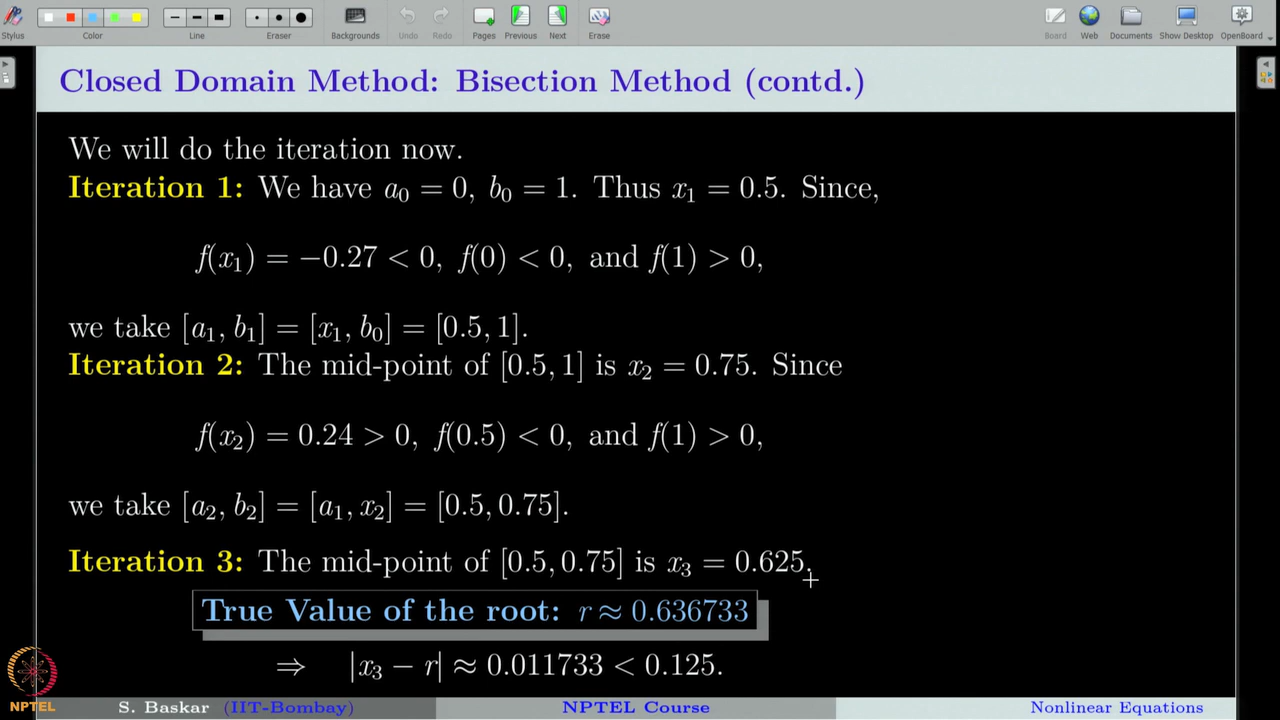 Stylus Color Line Eraser Backgrounds Undo Redo Pages Previous Next Erase Board Web Documents Show Desktop OpenBoard
Closed Domain Method: Bisection Method (contd.)
We will do the iteration now.
Iteration 1: We have a₀ = 0, b₀ = 1. Thus x₁ = 0.5. Since,
f(x₁) = −0.27 < 0, f(0) < 0, and f(1) > 0,
we take [a₁, b₁] = [x₁, b₀] = [0.5, 1].
Iteration 2: The mid-point of [0.5, 1] is x₂ = 0.75. Since
f(x₂) = 0.24 > 0, f(0.5) < 0, and f(1) > 0,
we take [a₂, b₂] = [a₁, x₂] = [0.5, 0.75].
Iteration 3: The mid-point of [0.5, 0.75] is x₃ = 0.625.
True Value of the root: r ≈ 0.636733
⇒ |x₃ − r| ≈ 0.011733 < 0.125.
NPTEL
S. Baskar (IIT-Bombay) NPTEL Course Nonlinear Equations